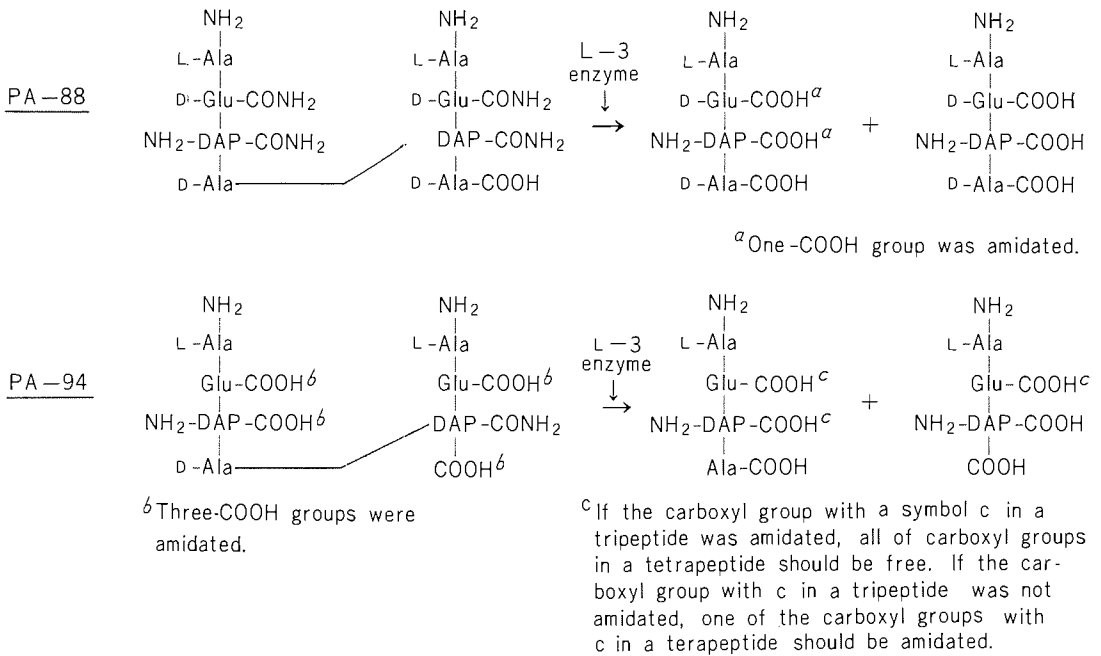 NH2 NH2 NH2 NH2
L-Ala L-Ala L-3 enzyme L-Ala L-Ala
PA-88 D-Glu-CONH2 D-Glu-CONH2 ↓ D-Glu-COOHᵃ D-Glu-COOH
NH2-DAP-CONH2 DAP-CONH2 → NH2-DAP-COOHᵃ + NH2-DAP-COOH
D-Ala D-Ala-COOH D-Ala-COOH D-Ala-COOH
ᵃOne-COOH group was amidated.
NH2 NH2 NH2 NH2
L-Ala L-Ala L-3 enzyme L-Ala L-Ala
PA-94 Glu-COOHᵇ Glu-COOHᵇ ↓ Glu-COOHᶜ + Glu-COOHᶜ
NH2-DAP-COOHᵇ DAP-CONH2 → NH2-DAP-COOHᶜ NH2-DAP-COOH
D-Ala COOHᵇ Ala-COOH COOH
ᵇThree-COOH groups were
amidated.
ᶜIf the carboxyl group with a symbol c in a
tripeptide was amidated, all of carboxyl groups
in a tetrapeptide should be free. If the car-
boxyl group with c in a tripeptide was not
amidated, one of the carboxyl groups with
c in a terapeptide should be amidated.